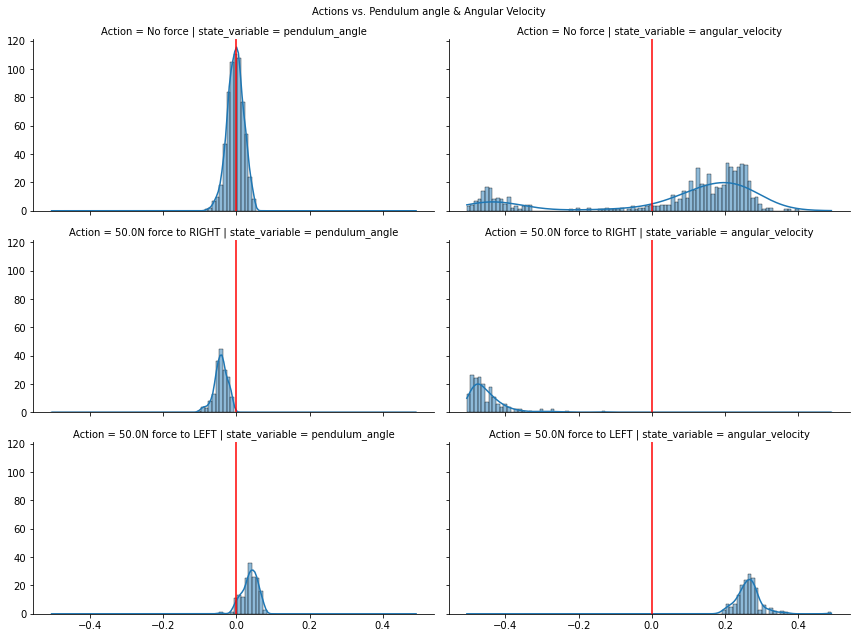 Actions vs. Pendulum angle & Angular Velocity
Action = No force | state_variable = pendulum_angle
Action = No force | state_variable = angular_velocity
120
100
80
60
40
20
0
Action = 50.0N force to RIGHT | state_variable = pendulum_angle
Action = 50.0N force to RIGHT | state_variable = angular_velocity
120
100
80
60
40
20
0
Action = 50.0N force to LEFT | state_variable = pendulum_angle
Action = 50.0N force to LEFT | state_variable = angular_velocity
120
100
80
60
40
20
0
−0.4 −0.2 0.0 0.2 0.4
−0.4 −0.2 0.0 0.2 0.4